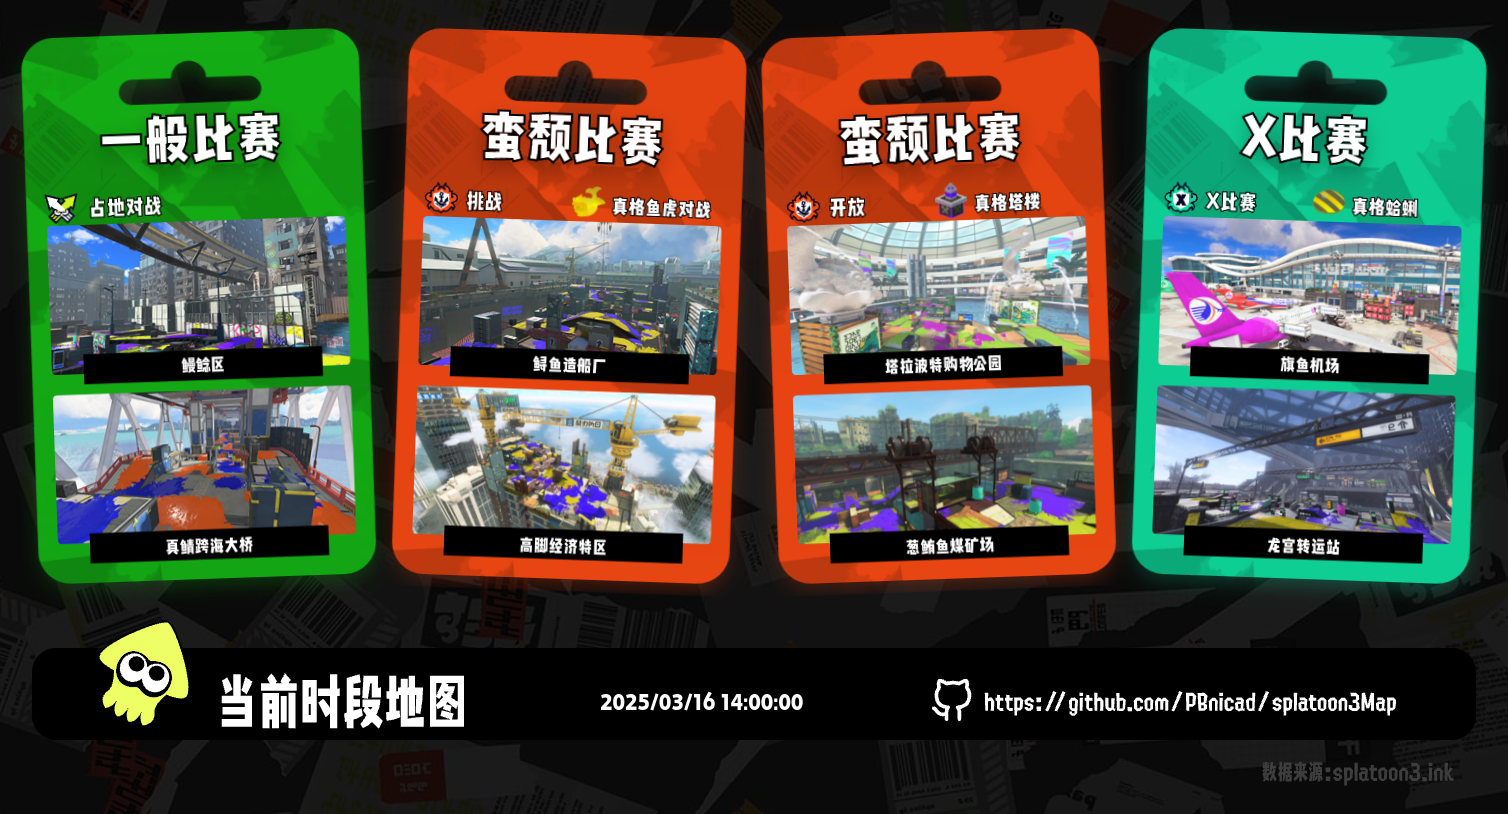 一般比赛
占地对战
鳗鲶区
真鲭跨海大桥
蛮颓比赛
挑战
真格鱼虎对战
鲟鱼造船厂
高脚经济特区
蛮颓比赛
开放
真格塔楼
塔拉波特购物公园
葱鲔鱼煤矿场
X比赛
X比赛
真格蛤蜊
旗鱼机场
龙宫转运站
当前时段地图
2025/03/16 14:00:00
https://github.com/PBnicad/splatoon3Map
数据来源:splatoon3.ink